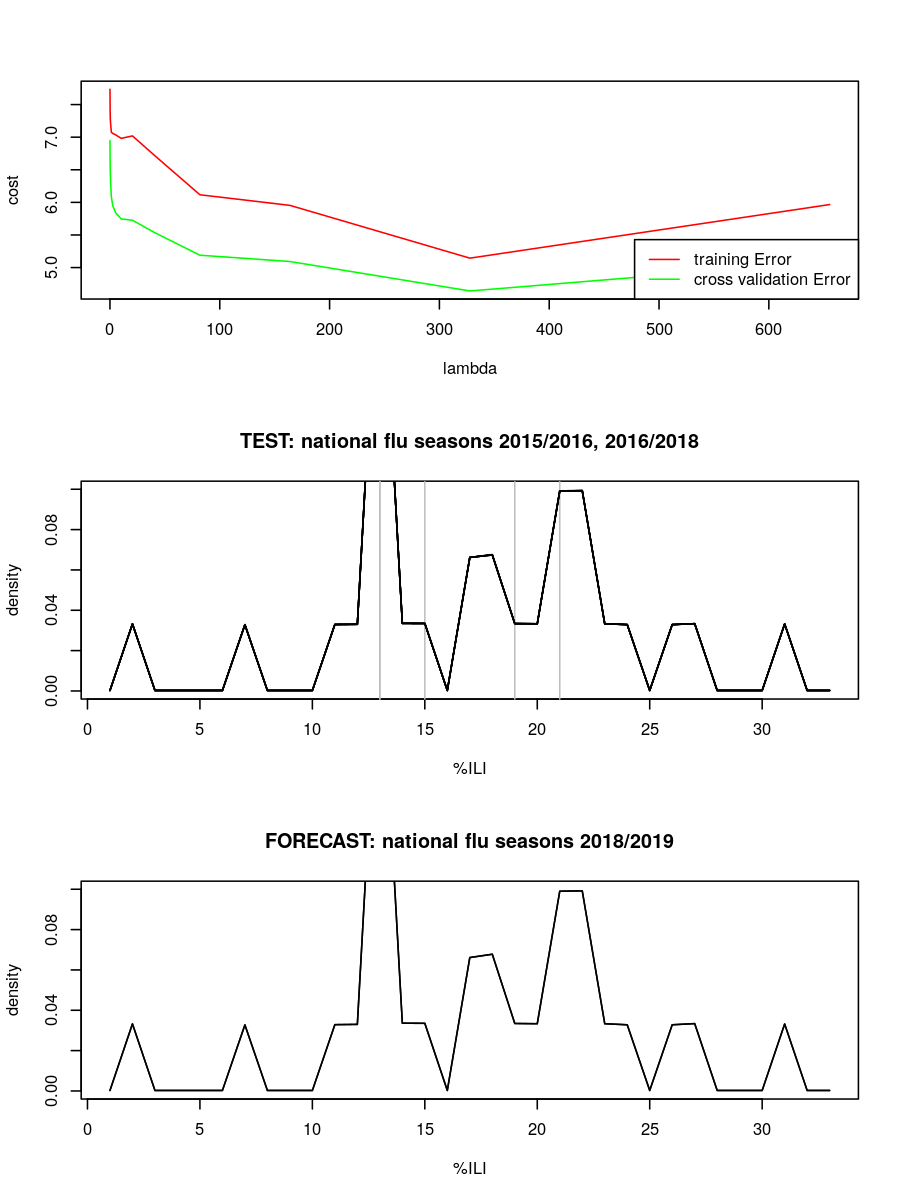 7.0
6.0
5.0
cost
training Error
cross validation Error
0 100 200 300 400 500 600
lambda
TEST: national flu seasons 2015/2016, 2016/2018
0.08
0.04
0.00
density
0 5 10 15 20 25 30
%ILI
FORECAST: national flu seasons 2018/2019
0.08
0.04
0.00
density
0 5 10 15 20 25 30
%ILI